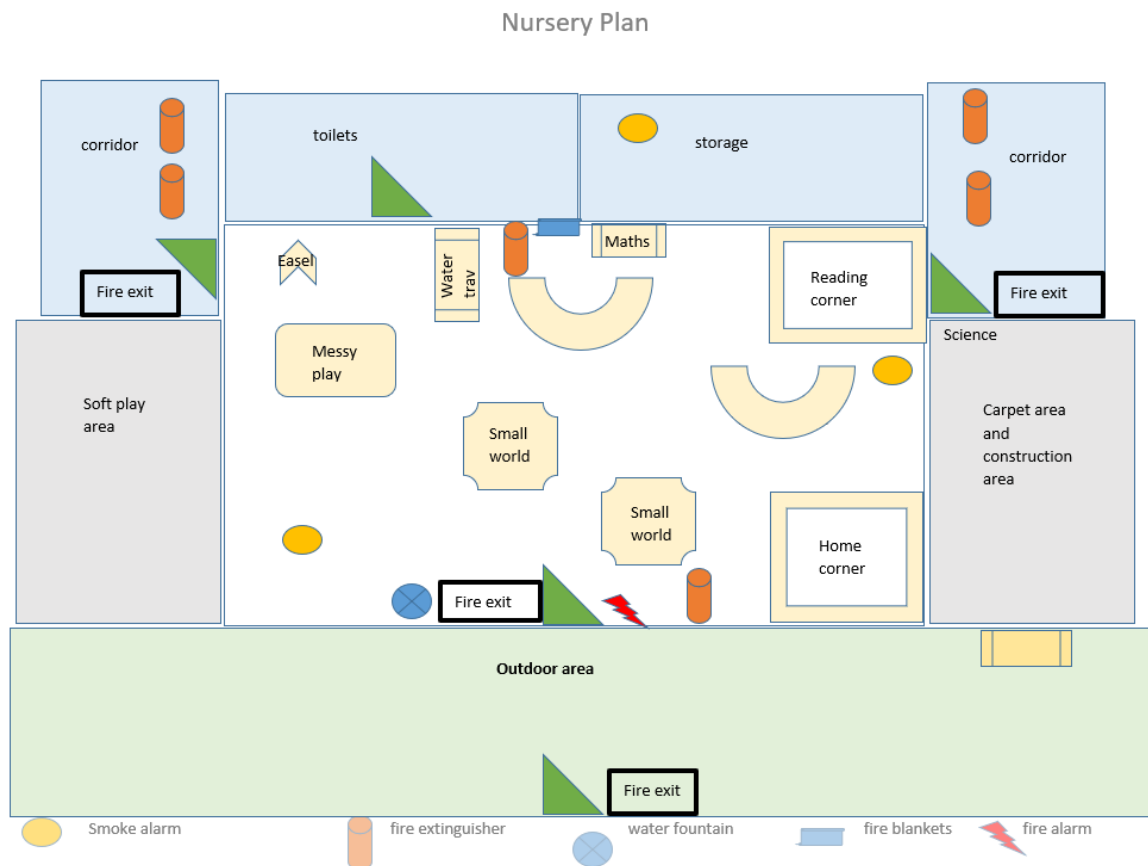 Nursery Plan
corridor
toilets
storage
corridor
Easel
Water
trav
Maths
Reading
corner
Fire exit
Fire exit
Science
Messy
play
Soft play
area
Carpet area
and
construction
area
Small
world
Small
world
Home
corner
Fire exit
Outdoor area
Fire exit
Smoke alarm
fire extinguisher
water fountain
fire blankets
fire alarm